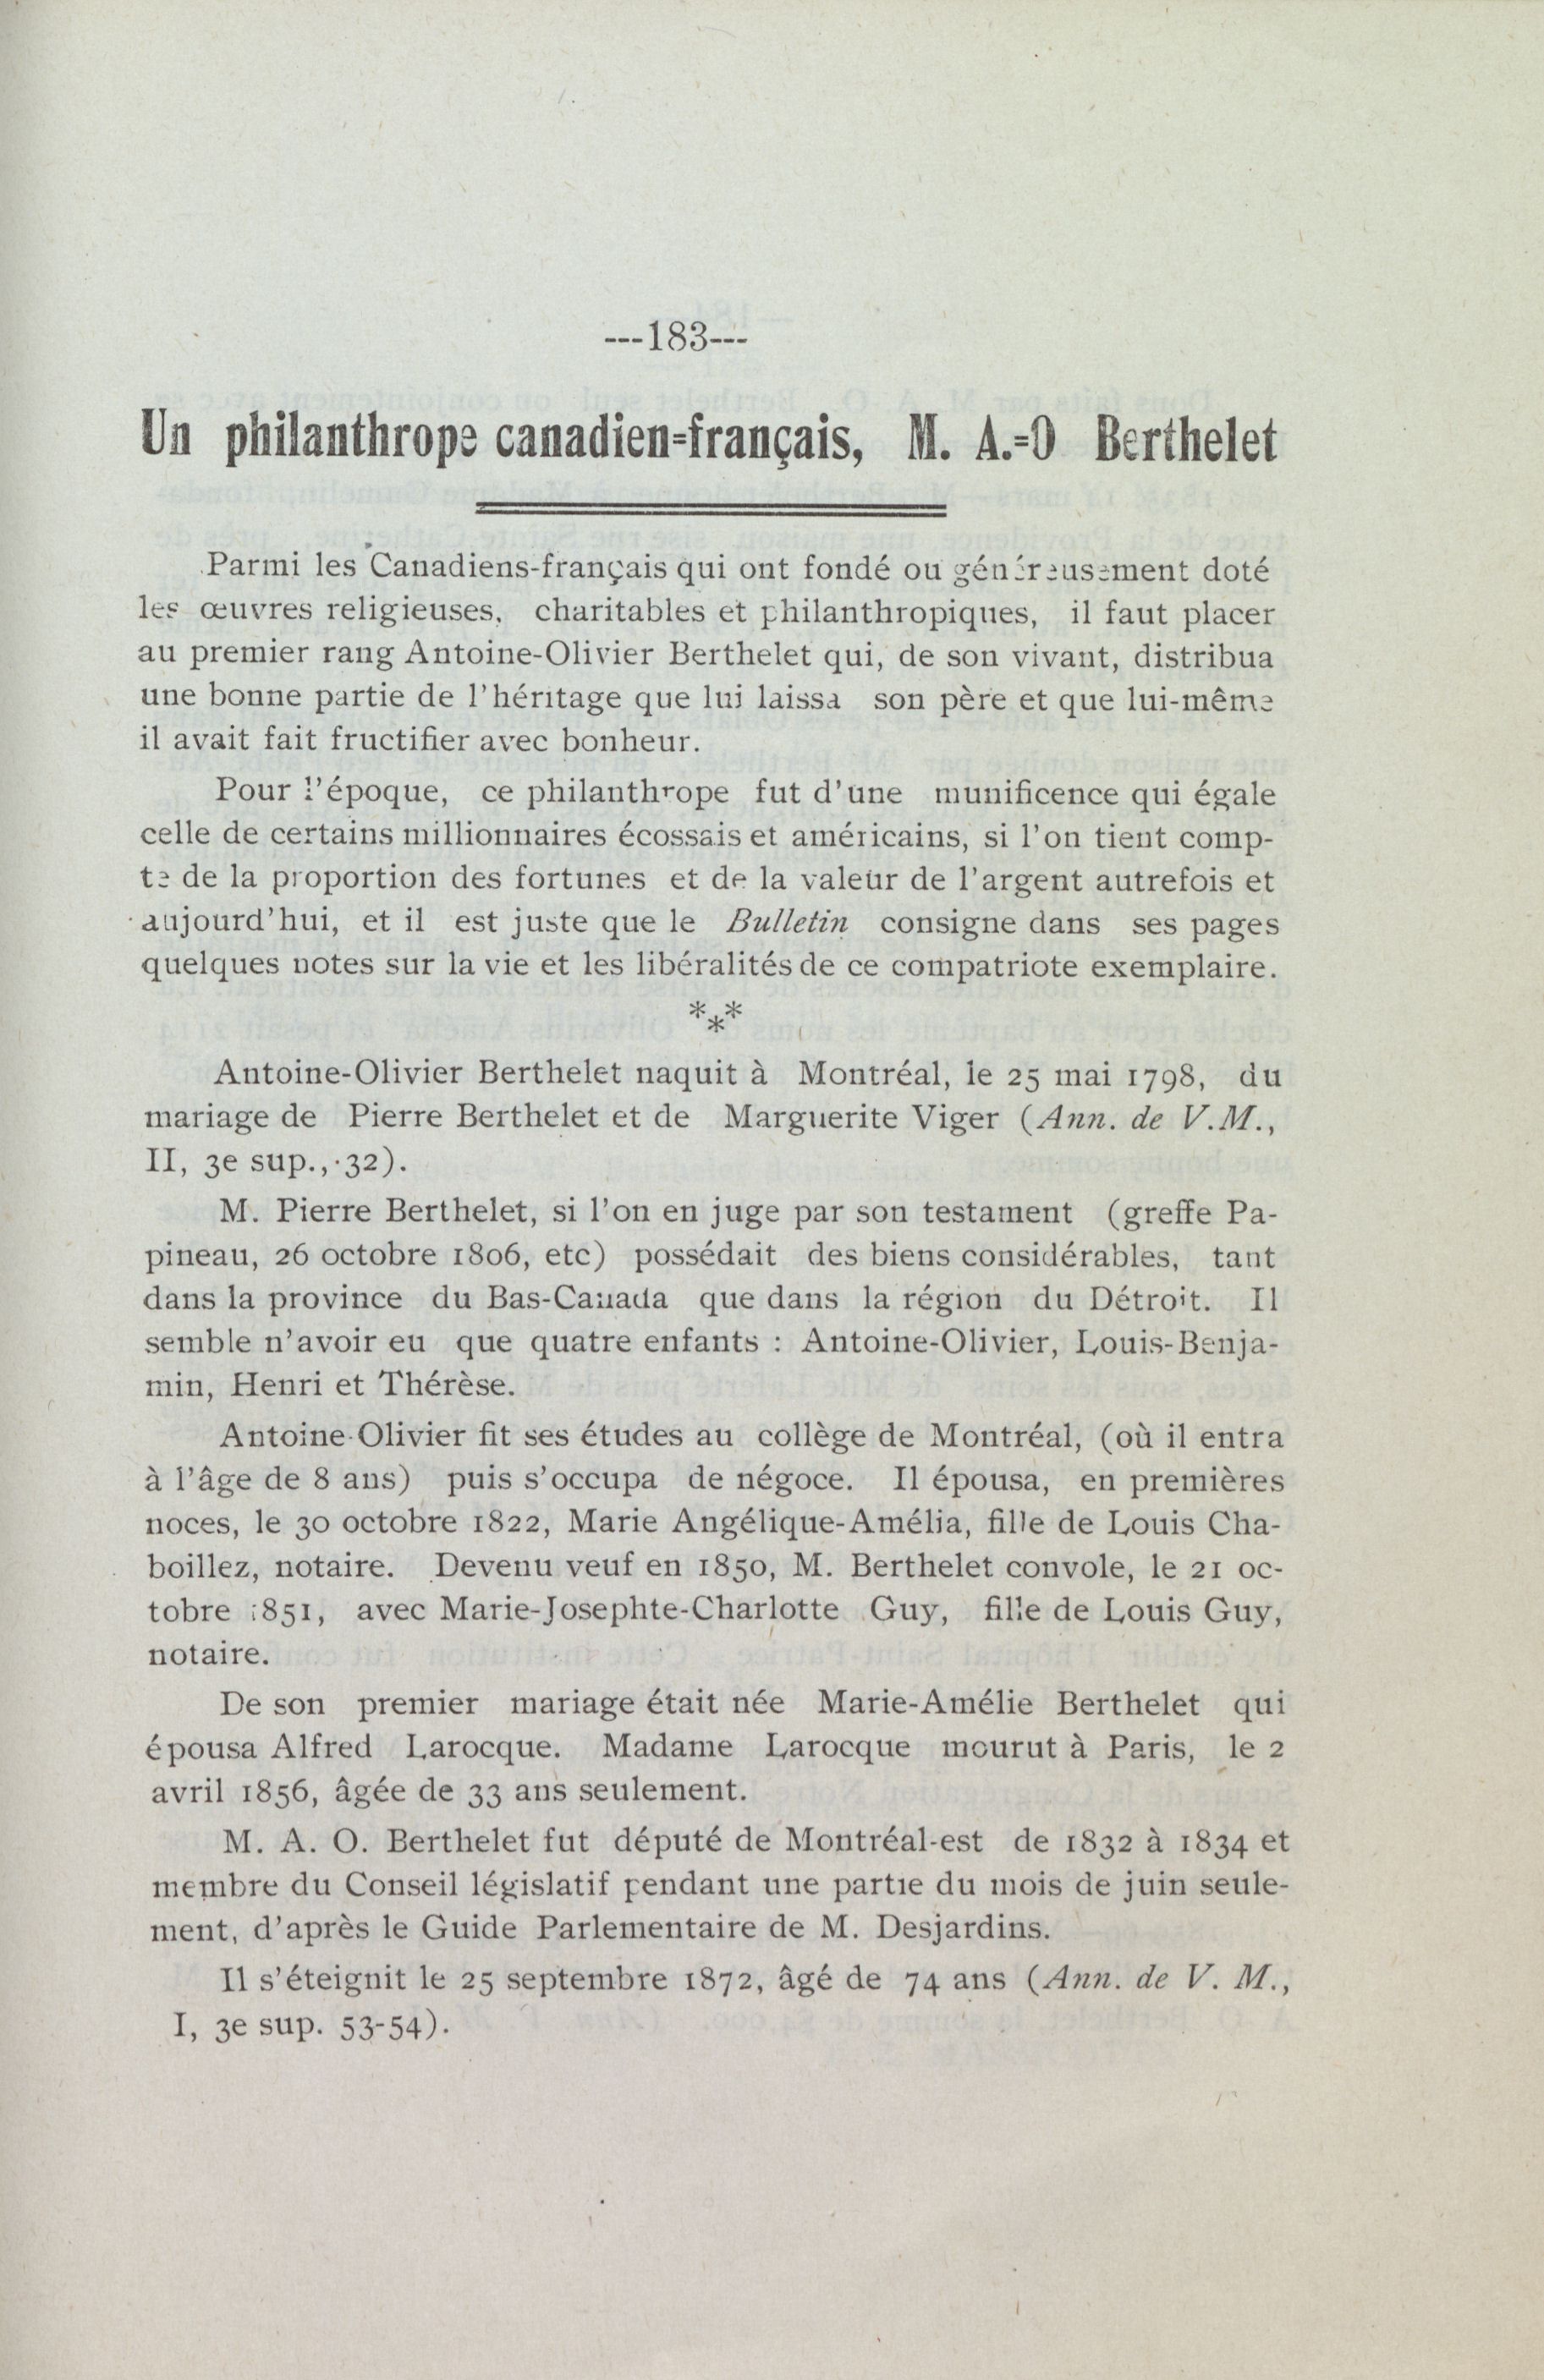 ---183---
Un philanthrope canadien=français, M. A.=O Berthelet
Parmi les Canadiens-français qui ont fondé ou généreusement doté
les œuvres religieuses, charitables et philanthropiques, il faut placer
au premier rang Antoine-Olivier Berthelet qui, de son vivant, distribua
une bonne partie de l'héritage que lui laissa son père et que lui-même
il avait fait fructifier avec bonheur.
Pour l'époque, ce philanthrope fut d'une munificence qui égale
celle de certains millionnaires écossais et américains, si l'on tient comp-
te de la proportion des fortunes et de la valeur de l'argent autrefois et
aujourd'hui, et il est juste que le Bulletin consigne dans ses pages
quelques notes sur la vie et les libéralités de ce compatriote exemplaire.
***
Antoine-Olivier Berthelet naquit à Montréal, le 25 mai 1798, du
mariage de Pierre Berthelet et de Marguerite Viger (Ann. de V.M.,
II, 3e sup., 32).
M. Pierre Berthelet, si l'on en juge par son testament (greffe Pa-
pineau, 26 octobre 1806, etc) possédait des biens considérables, tant
dans la province du Bas-Canada que dans la région du Détroit. Il
semble n'avoir eu que quatre enfants : Antoine-Olivier, Louis-Benja-
min, Henri et Thérèse.
Antoine-Olivier fit ses études au collège de Montréal, (où il entra
à l'âge de 8 ans) puis s'occupa de négoce. Il épousa, en premières
noces, le 30 octobre 1822, Marie Angélique-Amélia, fille de Louis Cha-
boillez, notaire. Devenu veuf en 1850, M. Berthelet convole, le 21 oc-
tobre 1851, avec Marie-Josephte-Charlotte Guy, fille de Louis Guy,
notaire.
De son premier mariage était née Marie-Amélie Berthelet qui
épousa Alfred Larocque. Madame Larocque mourut à Paris, le 2
avril 1856, âgée de 33 ans seulement.
M. A. O. Berthelet fut député de Montréal-est de 1832 à 1834 et
membre du Conseil législatif pendant une partie du mois de juin seule-
ment, d'après le Guide Parlementaire de M. Desjardins.
Il s'éteignit le 25 septembre 1872, âgé de 74 ans (Ann. de V. M.,
I, 3e sup. 53-54).